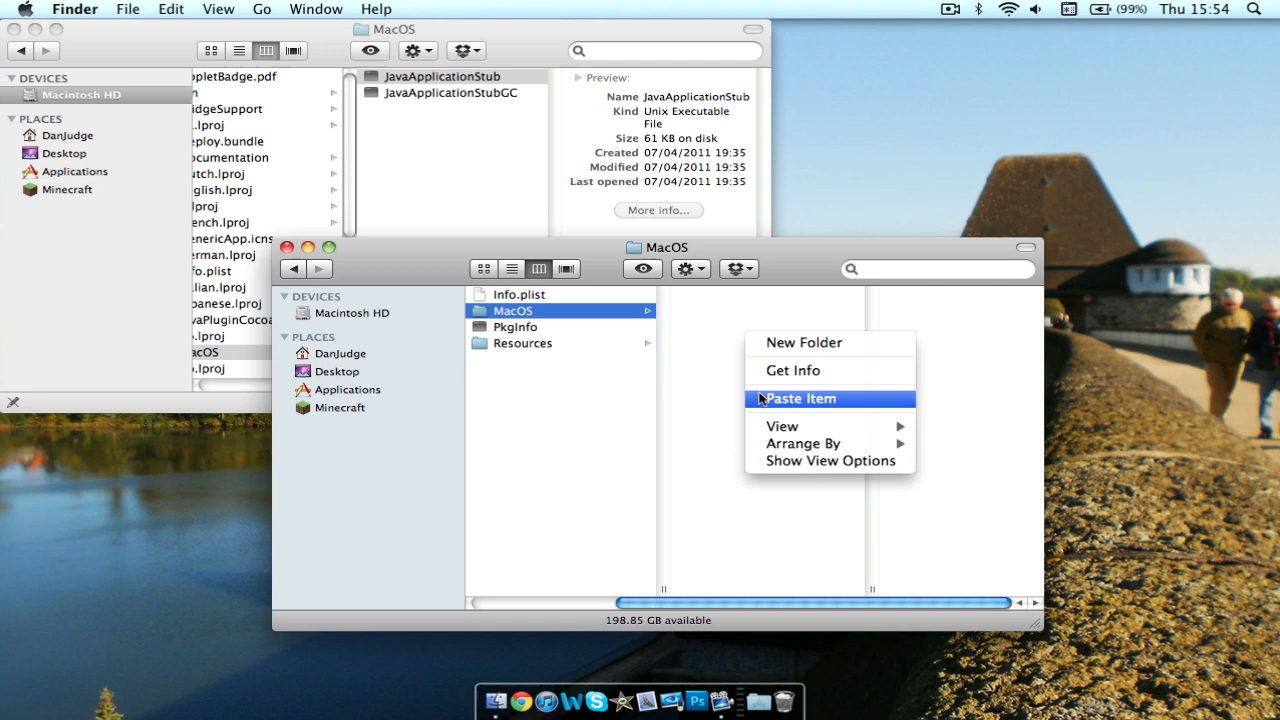 Finder File Edit View Go Window Help (99%) Thu 15:54
MacOS
DEVICES
Macintosh HD
PLACES
DanJudge
Desktop
Applications
Minecraft
ppletBadge.pdf
idgeSupport
.lproj
eploy.bundle
ocumentation
utch.lproj
nglish.lproj
lproj
ench.lproj
enericApp.icns
erman.lproj
fo.plist
alian.lproj
panese.lproj
vaPluginCocoa
o.lproj
acOS
o.lproj
JavaApplicationStub
JavaApplicationStubGC
Preview:
Name JavaApplicationStub
Kind Unix Executable
File
Size 61 KB on disk
Created 07/04/2011 19:35
Modified 07/04/2011 19:35
Last opened 07/04/2011 19:35
More info...
MacOS
DEVICES
Macintosh HD
PLACES
DanJudge
Desktop
Applications
Minecraft
Info.plist
MacOS
PkgInfo
Resources
New Folder
Get Info
Paste Item
View
Arrange By
Show View Options
198.85 GB available
Ps